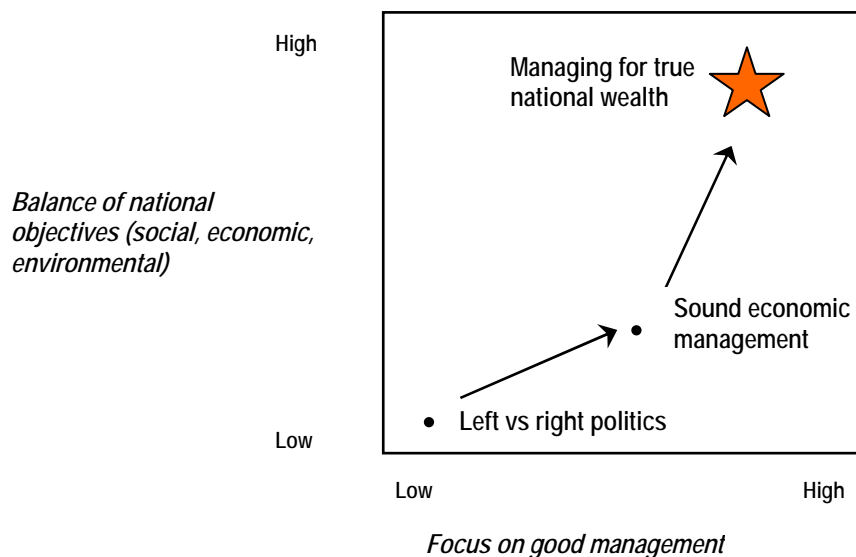 High
Managing for true
national wealth
Balance of national
objectives (social, economic,
environmental)
Sound economic
management
Left vs right politics
Low
Low
High
Focus on good management